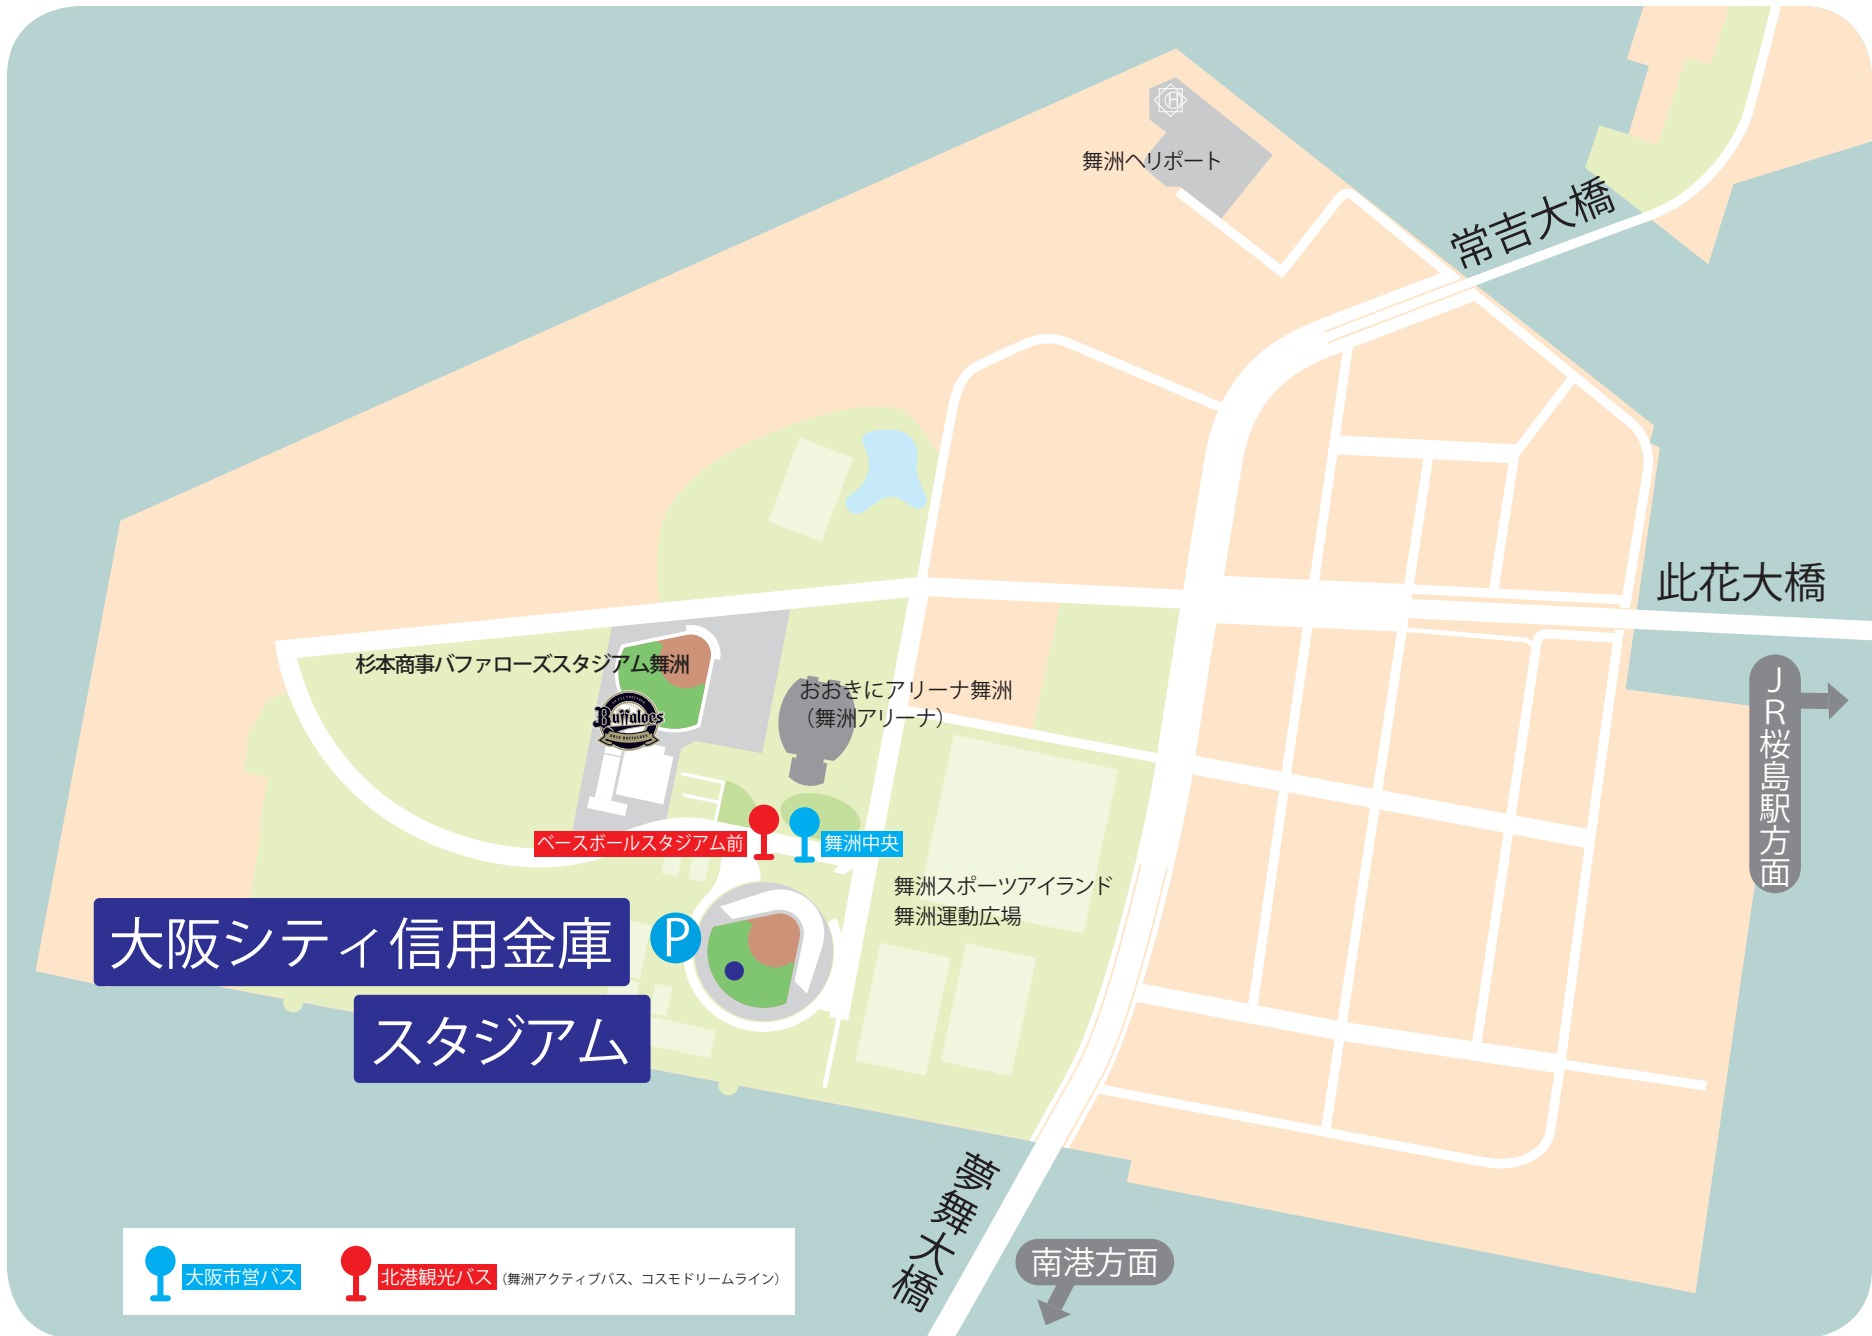 H
舞洲ヘリポート
常吉大橋
此花大橋
JR桜島駅方面
杉本商事バファローズスタジアム舞洲
Buffaloes
おおきにアリーナ舞洲
（舞洲アリーナ）
ベースボールスタジアム前
舞洲中央
舞洲スポーツアイランド
舞洲運動広場
大阪シティ信用金庫
スタジアム
P
夢舞大橋
南港方面
大阪市営バス
北港観光バス（舞洲アクティブバス、コスモドリームライン）